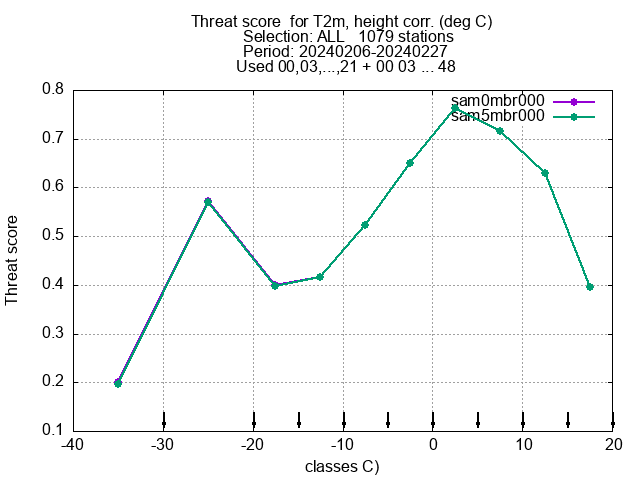 Threat score for T2m, height corr. (deg C)
Selection: ALL 1079 stations
Period: 20240206-20240227
Used 00,03,...,21 + 00 03 ... 48
sam0mbr000
sam5mbr000
0.8
0.7
0.6
0.5
0.4
0.3
0.2
0.1
Threat score
-40 -30 -20 -10 0 10 20
classes C)